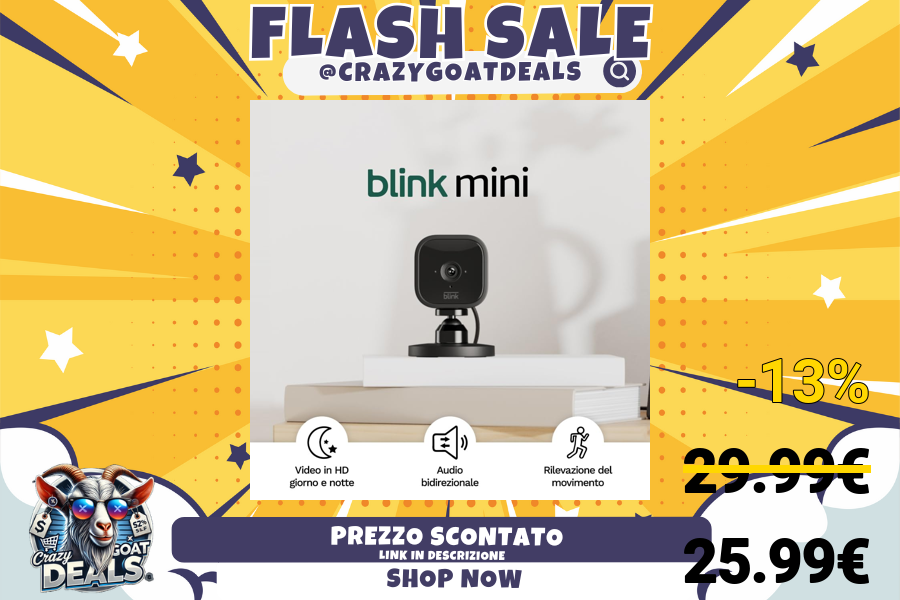 FLASH SALE
@CRAZYGOATDEALS
blink mini
blink
Video in HD
giorno e notte
Audio
bidirezionale
Rilevazione del
movimento
-13%
29.99€
25.99€
PREZZO SCONTATO
LINK IN DESCRIZIONE
SHOP NOW
$
52%
Crazy
GOAT
DEALS